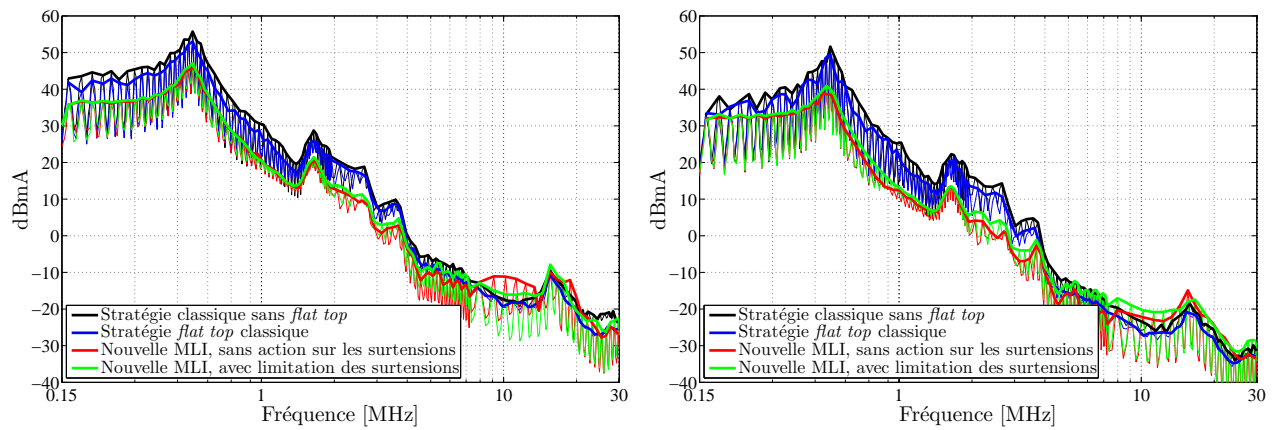 60
50
40
30
20
10
0
−10
−20
−30
−40
dBmA
0.15
1
10
30
Fréquence [MHz]
Stratégie classique sans flat top
Stratégie flat top classique
Nouvelle MLI, sans action sur les surtensions
Nouvelle MLI, avec limitation des surtensions
60
50
40
30
20
10
0
−10
−20
−30
−40
dBmA
0.15
1
10
30
Fréquence [MHz]
Stratégie classique sans flat top
Stratégie flat top classique
Nouvelle MLI, sans action sur les surtensions
Nouvelle MLI, avec limitation des surtensions